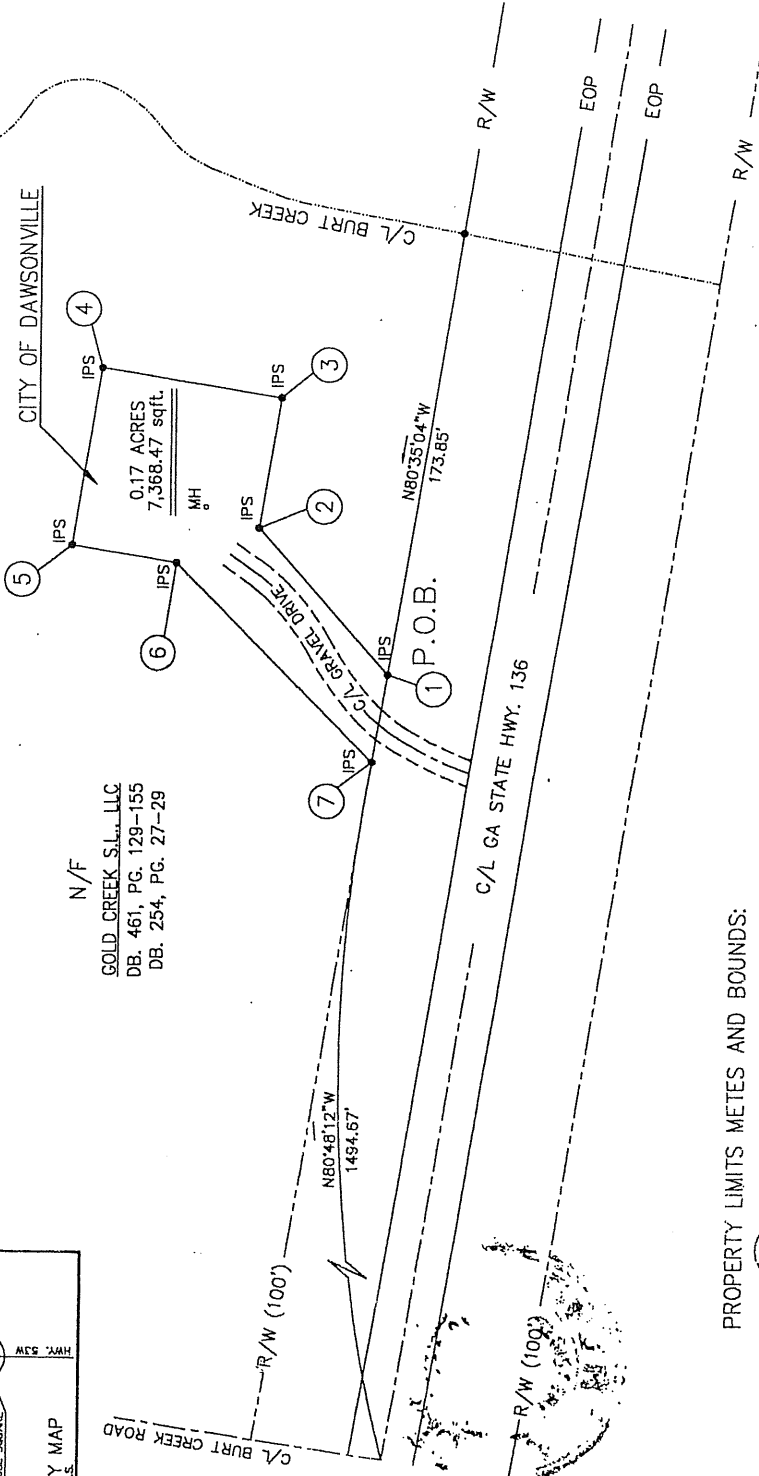 CITY OF DAWSONVILLE
4
IPS
5
IPS
0.17 ACRES
7,368.47 sqft.
MH
IPS
3
IPS
2
IPS
6
C/L BURT CREEK
C/L GRAVEL DRIVE
IPS
1
P.O.B.
IPS
7
N80°35'04"W
173.85'
R/W
EOP
EOP
R/W
C/L GA STATE HWY. 136
N/F
GOLD CREEK S.L., LLC
DB. 461, PG. 129-155
DB. 254, PG. 27-29
N80°48'12"W
1494.67'
R/W (100')
R/W (100')
C/L BURT CREEK ROAD
HWY. 53W
Y MAP
PROPERTY LIMITS METES AND BOUNDS: